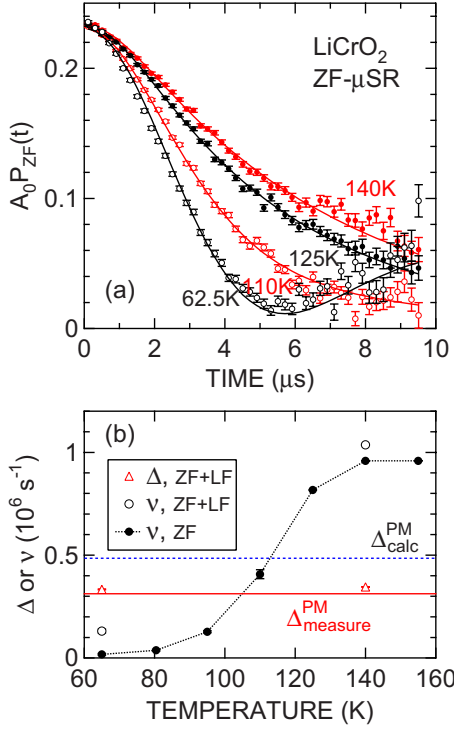 LiCrO₂
ZF-μSR
0.2
0.1
0
A₀P_ZF(t)
140K
125K
110K
62.5K
(a)
0 2 4 6 8 10
TIME (μs)
(b)
Δ, ZF+LF
ν, ZF+LF
ν, ZF
1
0.5
0
Δ or ν (10⁶ s⁻¹)
Δ^PM_calc
Δ^PM_measure
60 80 100 120 140 160
TEMPERATURE (K)